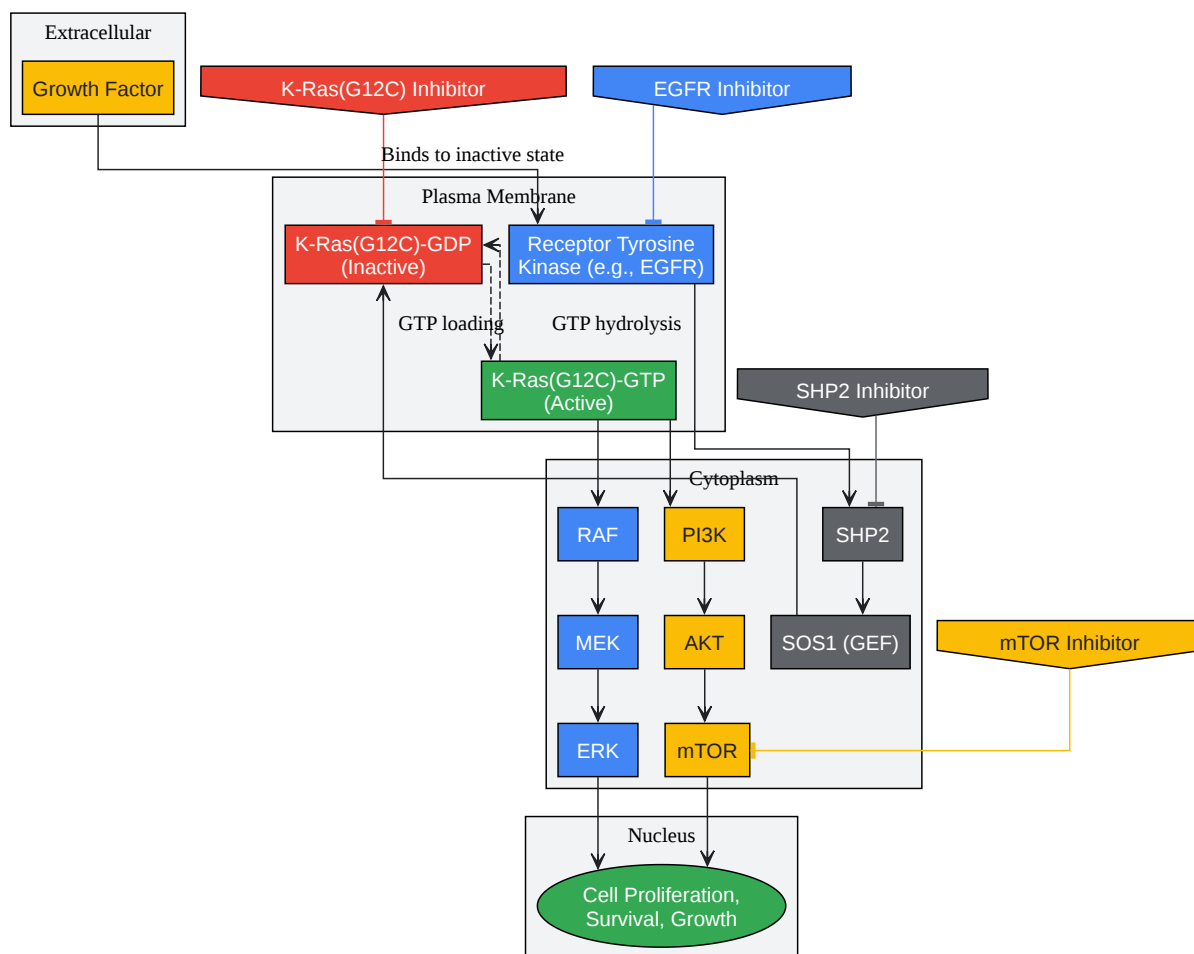 Extracellular
Growth Factor
K-Ras(G12C) Inhibitor
EGFR Inhibitor
Binds to inactive state
Plasma Membrane
K-Ras(G12C)-GDP
(Inactive)
Receptor Tyrosine
Kinase (e.g., EGFR)
GTP loading
GTP hydrolysis
K-Ras(G12C)-GTP
(Active)
SHP2 Inhibitor
Cytoplasm
RAF
PI3K
SHP2
MEK
AKT
SOS1 (GEF)
mTOR Inhibitor
ERK
mTOR
Nucleus
Cell Proliferation,
Survival, Growth